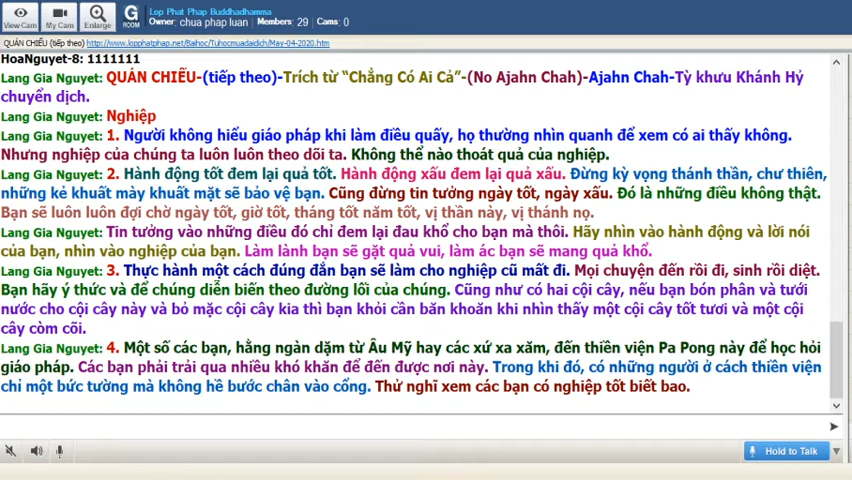 Lop Phat Phap Buddhadhamma
Owner: chua phap luan   Members: 29   Cams: 0
View Cam
My Cam
Enlarge
G
ROOM
QUÁN CHIẾU (tiếp theo) http://www.lopphatphap.net/Baihoc/Tuhocmuadaidich/May-04-2020.htm
HoaNguyet-8: 1111111
Lang Gia Nguyet: QUÁN CHIẾU-(tiếp theo)-Trích từ “Chẳng Có Ai Cả”-(No Ajahn Chah)-Ajahn Chah-Tỳ khưu Khánh Hỷ
chuyển dịch.
Lang Gia Nguyet: Nghiệp
Lang Gia Nguyet: 1. Người không hiểu giáo pháp khi làm điều quấy, họ thường nhìn quanh để xem có ai thấy không.
Nhưng nghiệp của chúng ta luôn luôn theo dõi ta. Không thể nào thoát quả của nghiệp.
Lang Gia Nguyet: 2. Hành động tốt đem lại quả tốt. Hành động xấu đem lại quả xấu. Đừng kỳ vọng thánh thần, chư thiên,
những kẻ khuất mày khuất mặt sẽ bảo vệ bạn. Cũng đừng tin tưởng ngày tốt, ngày xấu. Đó là những điều không thật.
Bạn sẽ luôn luôn đợi chờ ngày tốt, giờ tốt, tháng tốt năm tốt, vị thần này, vị thánh nọ.
Lang Gia Nguyet: Tin tưởng vào những điều đó chỉ đem lại đau khổ cho bạn mà thôi. Hãy nhìn vào hành động và lời nói
của bạn, nhìn vào nghiệp của bạn. Làm lành bạn sẽ gặt quả vui, làm ác bạn sẽ mang quả khổ.
Lang Gia Nguyet: 3. Thực hành một cách đúng đắn bạn sẽ làm cho nghiệp cũ mất đi. Mọi chuyện đến rồi đi, sinh rồi diệt.
Bạn hãy ý thức và để chúng diễn biến theo đường lối của chúng. Cũng như có hai cội cây, nếu bạn bón phân và tưới
nước cho cội cây này và bỏ mặc cội cây kia thì bạn khỏi cần băn khoăn khi nhìn thấy một cội cây tốt tươi và một cội
cây còm cõi.
Lang Gia Nguyet: 4. Một số các bạn, hằng ngàn dặm từ Âu Mỹ hay các xứ xa xăm, đến thiền viện Pa Pong này để học hỏi
giáo pháp. Các bạn phải trải qua nhiều khó khăn để đến được nơi này. Trong khi đó, có những người ở cách thiền viện
chỉ một bức tường mà không hề bước chân vào cổng. Thử nghĩ xem các bạn có nghiệp tốt biết bao.
Hold to Talk